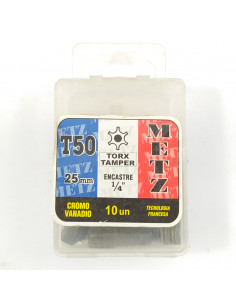 T50
25mm
TORX
TAMPER
ENCASTRE
1/4"
METZ
CROMO
VANADIO
10 un
TECNOLOGIA
FRANCESA